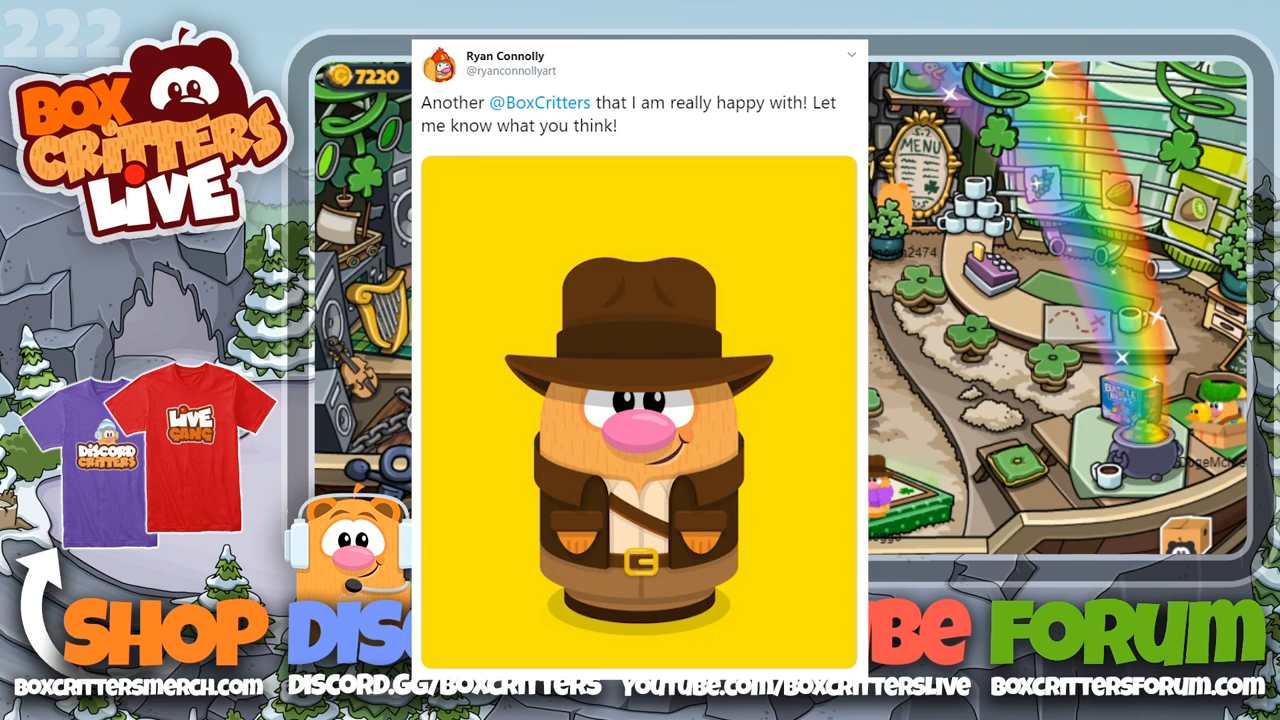 222
BOX
CRITTERS
LIVE
7220
Ryan Connolly
@ryanconnollyart
Another @BoxCritters that I am really happy with! Let
me know what you think!
MENU
2474
DISCORD
CRITTERS
LIVE
GANG
SHOP
DISC
BE
FORUM
BOXCRITTERSMERCH.COM
DISCORD.GG/BOXCRITTERS
YOUTUBE.COM/BOXCRITTERSLIVE
BOXCRITTERSFORUM.COM